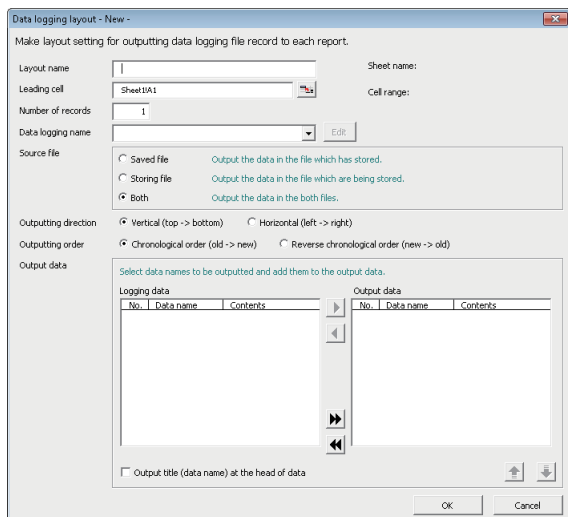 Data logging layout - New -
Make layout setting for outputting data logging file record to each report.
Layout name
Sheet name:
Leading cell Sheet1!A1
Cell range:
Number of records 1
Data logging name Edit
Source file
Saved file Output the data in the file which has stored.
Storing file Output the data in the file which are being stored.
Both Output the data in the both files.
Outputting direction Vertical (top -> bottom) Horizontal (left -> right)
Outputting order Chronological order (old -> new) Reverse chronological order (new -> old)
Output data
Select data names to be outputted and add them to the output data.
Logging data Output data
No. Data name Contents No. Data name Contents
Output title (data name) at the head of data
OK Cancel